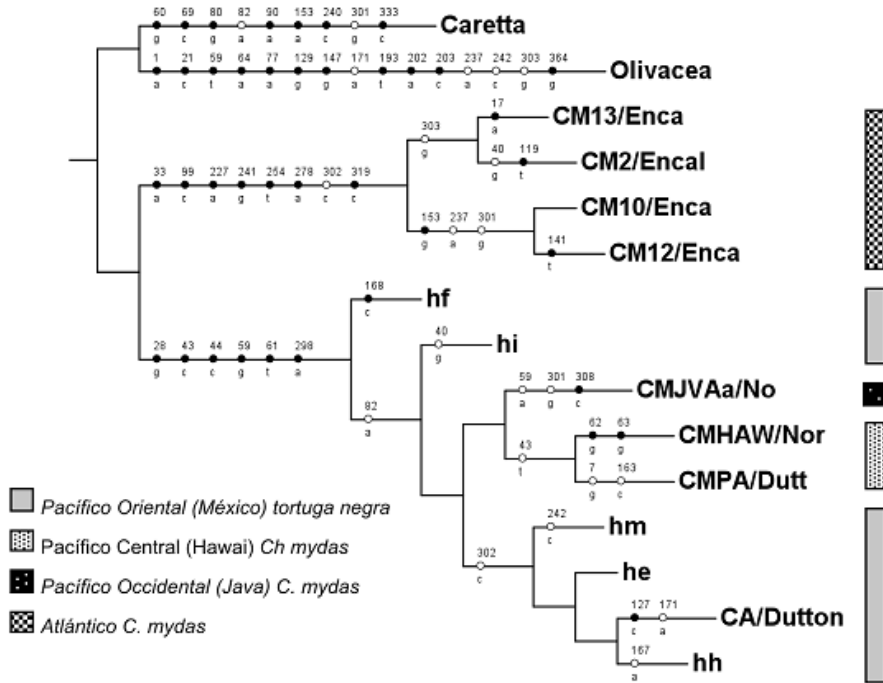 60 69 80 82 90 153 240 301 333
g c g a a a c g c
Caretta
1 21 59 64 77 129 147 171 193 202 203 237 242 303 364
a c t a a g g a t a c a c g g
Olivacea
17
a
CM13/Enca
303
g
40 119
g t
CM2/Encal
33 99 227 241 254 278 302 319
a c a g t a c c
CM10/Enca
153 237 301
g a g
141
t
CM12/Enca
168
c
hf
40
g
hi
28 43 44 59 61 298
g c c g t a
59 301 308
a g c
CMJVAa/No
82
a
62 63
g g
CMHAW/Nor
43
t
7 163
g c
CMPA/Dutt
242
c
hm
302
c
he
127 171
c a
CA/Dutton
167
a
hh
Pacífico Oriental (México) tortuga negra
Pacífico Central (Hawai) Ch mydas
Pacífico Occidental (Java) C. mydas
Atlántico C. mydas